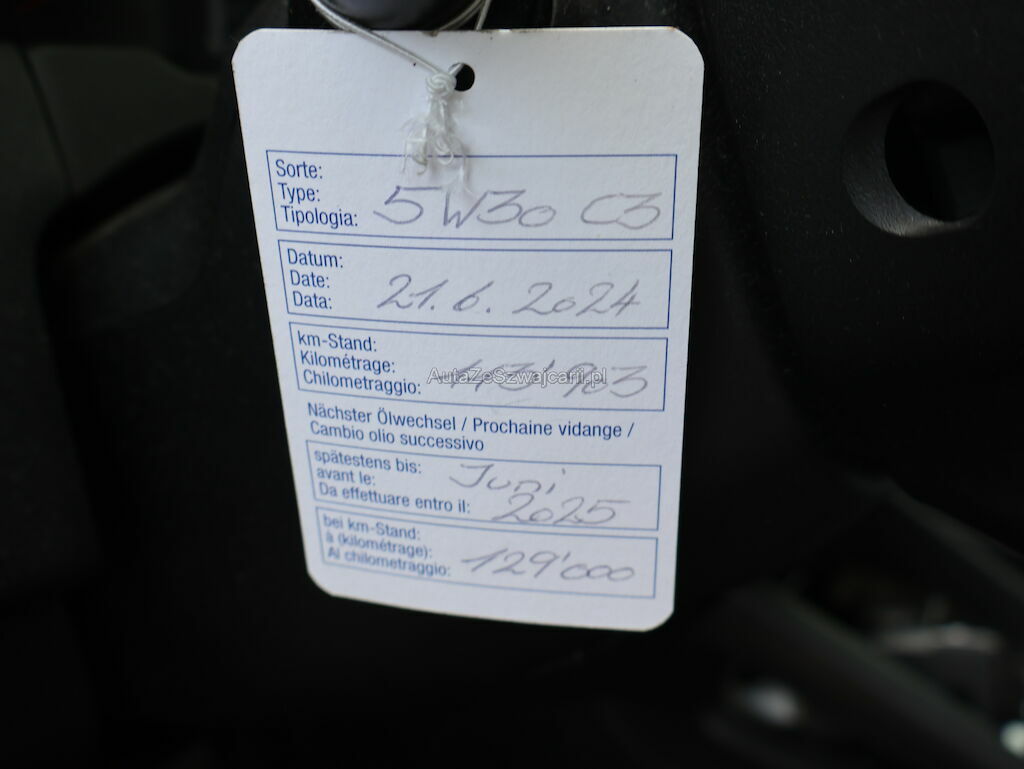 Sorte:
Type:
Tipologia: 5W30 C3
Datum:
Date:
Data: 21.6.2024
km-Stand:
Kilométrage:
Chilometraggio:
AutaZeSzwajcarii.pl
Nächster Ölwechsel / Prochaine vidange /
Cambio olio successivo
spätestens bis: Juni
avant le:
Da effettuare entro il: 2025
bei km-Stand:
à (kilométrage):
Al chilometraggio: 129'000